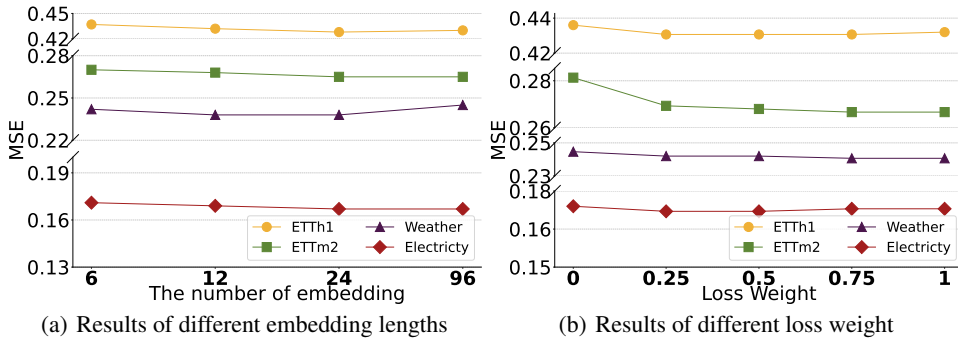 0.45
0.42
0.28
0.25
0.22
0.19
0.16
0.13
MSE
ETTh1
ETTm2
Weather
Electricty
6
12
24
96
The number of embedding
(a) Results of different embedding lengths
0.44
0.42
0.28
0.26
0.25
0.23
0.18
0.16
0.15
MSE
ETTh1
ETTm2
Weather
Electricty
0
0.25
0.5
0.75
1
Loss Weight
(b) Results of different loss weight